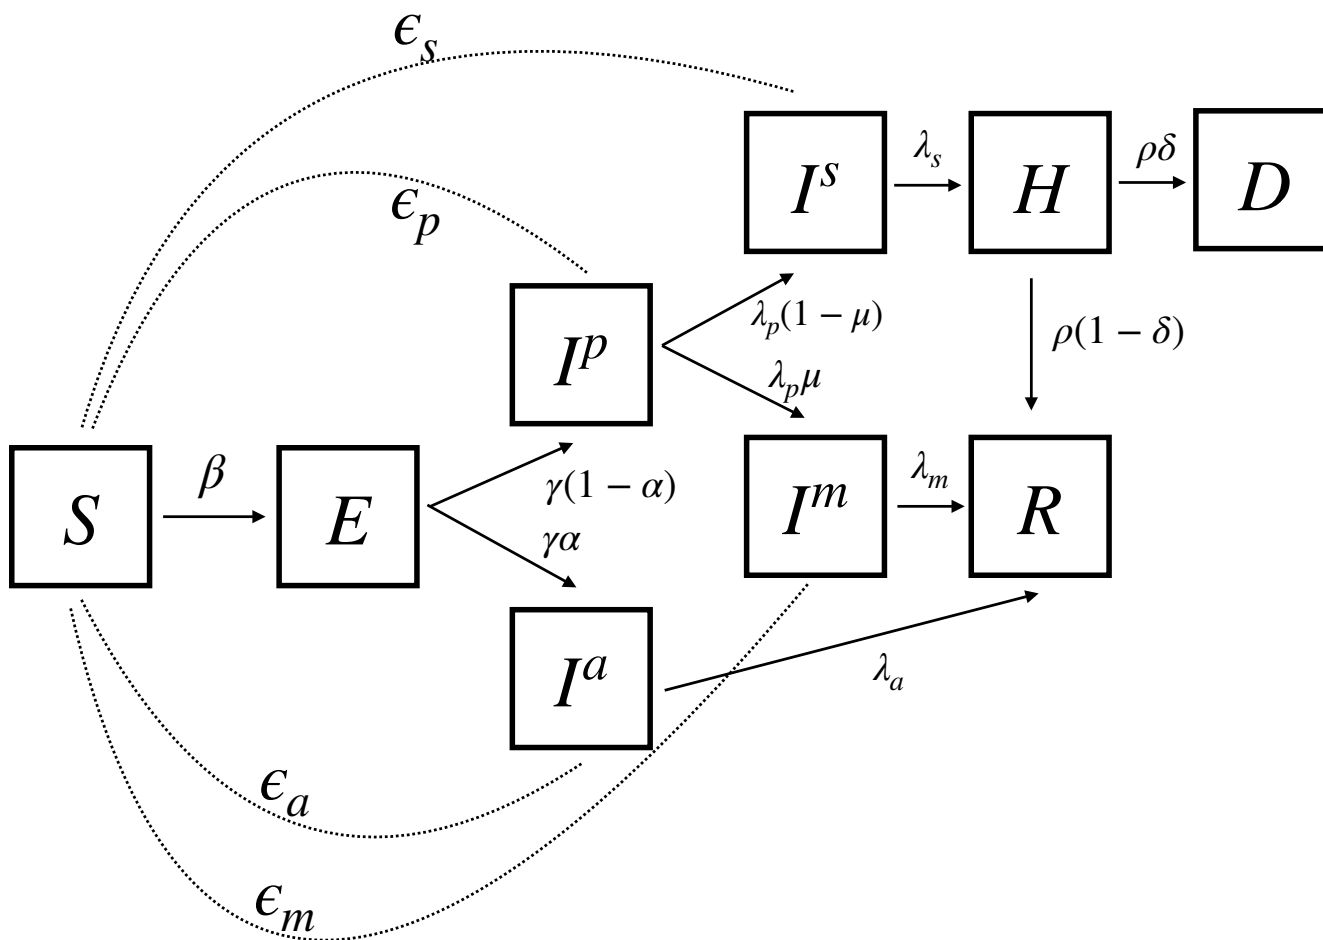 ϵₛ
ϵₚ
Iˢ
λₛ
H
ρδ
D
Iᵖ
λₚ(1 − μ)
λₚμ
ρ(1 − δ)
S
β
E
γ(1 − α)
γα
Iᵐ
λₘ
R
Iᵃ
λₐ
ϵₐ
ϵₘ